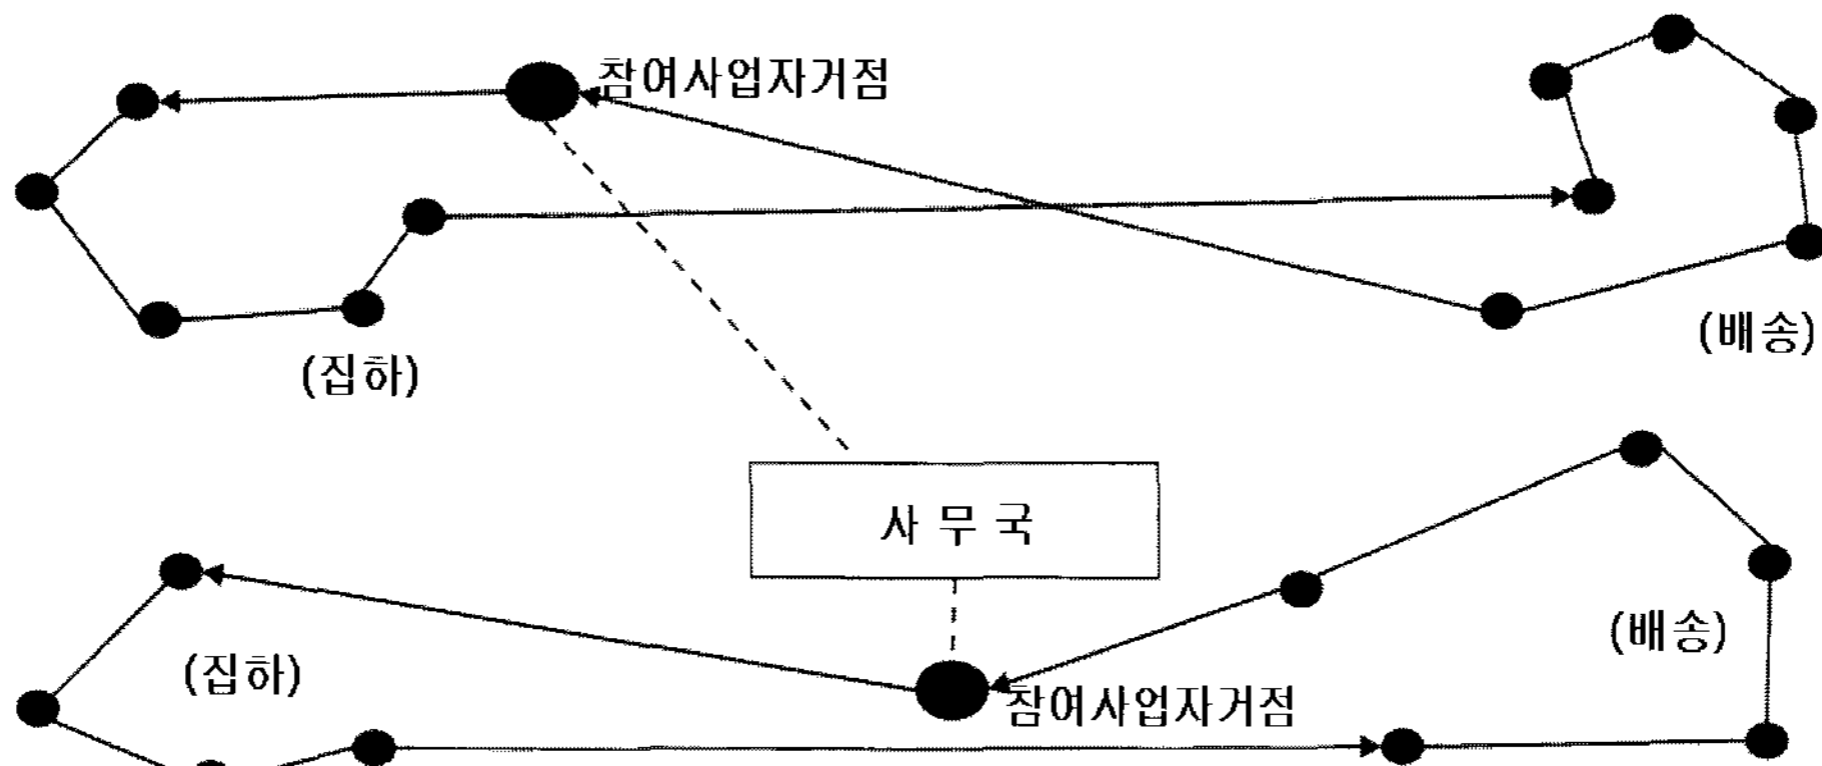 참여사업자거점
(배송)
(집하)
사 무 국
(배송)
(집하)
참여사업자거점